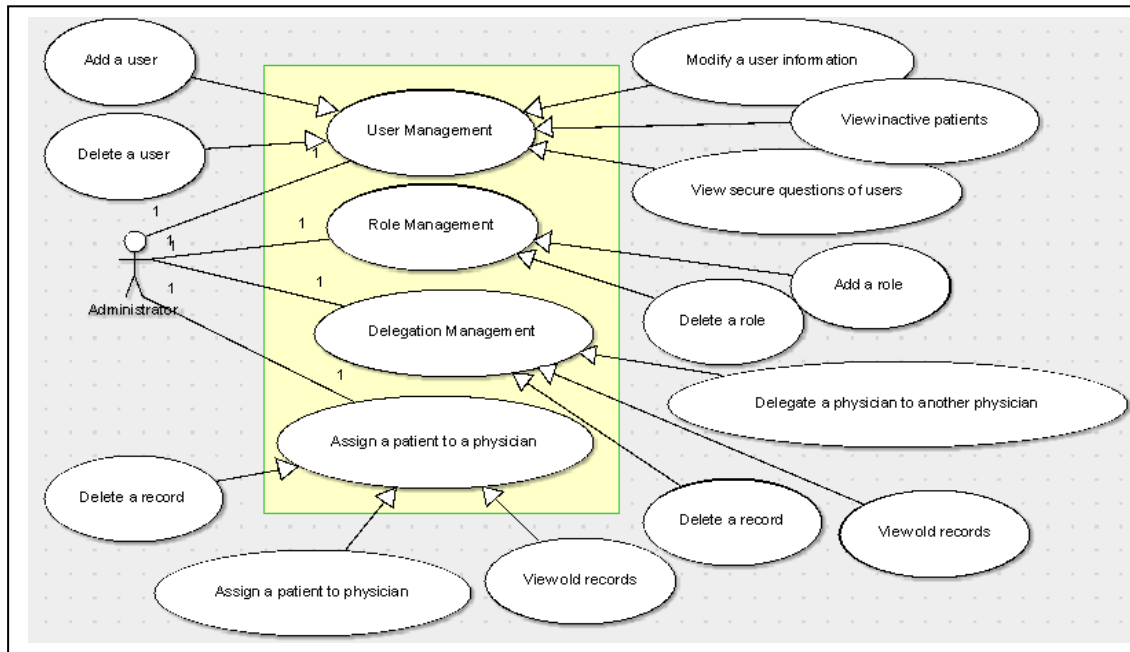 Add a user
Modify a user information
User Management
View inactive patients
Delete a user
1
View secure questions of users
1
Role Management
1
1
1
Add a role
1
1
Administrator
Delegation Management
Delete a role
1
Delegate a physician to another physician
Assign a patient to a physician
Delete a record
Delete a record
View old records
Assign a patient to physician
View old records